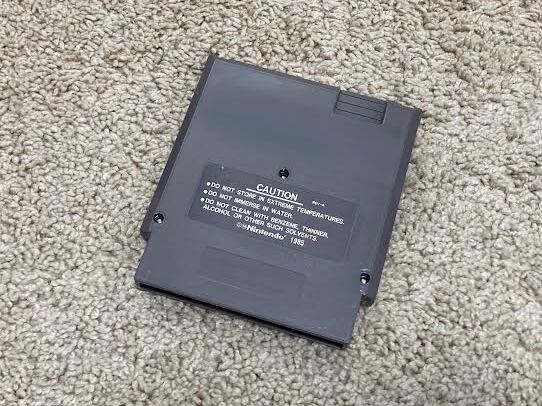 CAUTION REV-A
•DO NOT STORE IN EXTREME TEMPERATURES.
•DO NOT IMMERSE IN WATER.
•DO NOT CLEAN WITH BENZENE, THINNER,
ALCOHOL OR OTHER SUCH SOLVENTS.
©Nintendo 1985